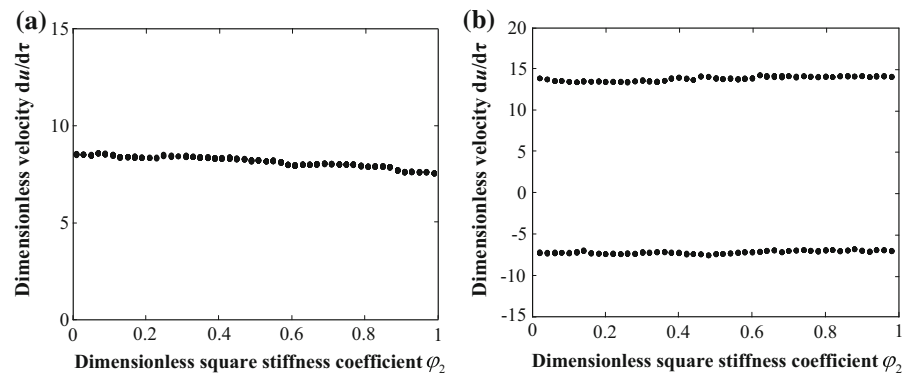 (a)
Dimensionless velocity du/dτ
15
10
5
0
0 0.2 0.4 0.6 0.8 1
Dimensionless square stiffness coefficient φ₂
(b)
Dimensionless velocity du/dτ
20
15
10
5
0
-5
-10
-15
0 0.2 0.4 0.6 0.8 1
Dimensionless square stiffness coefficient φ₂